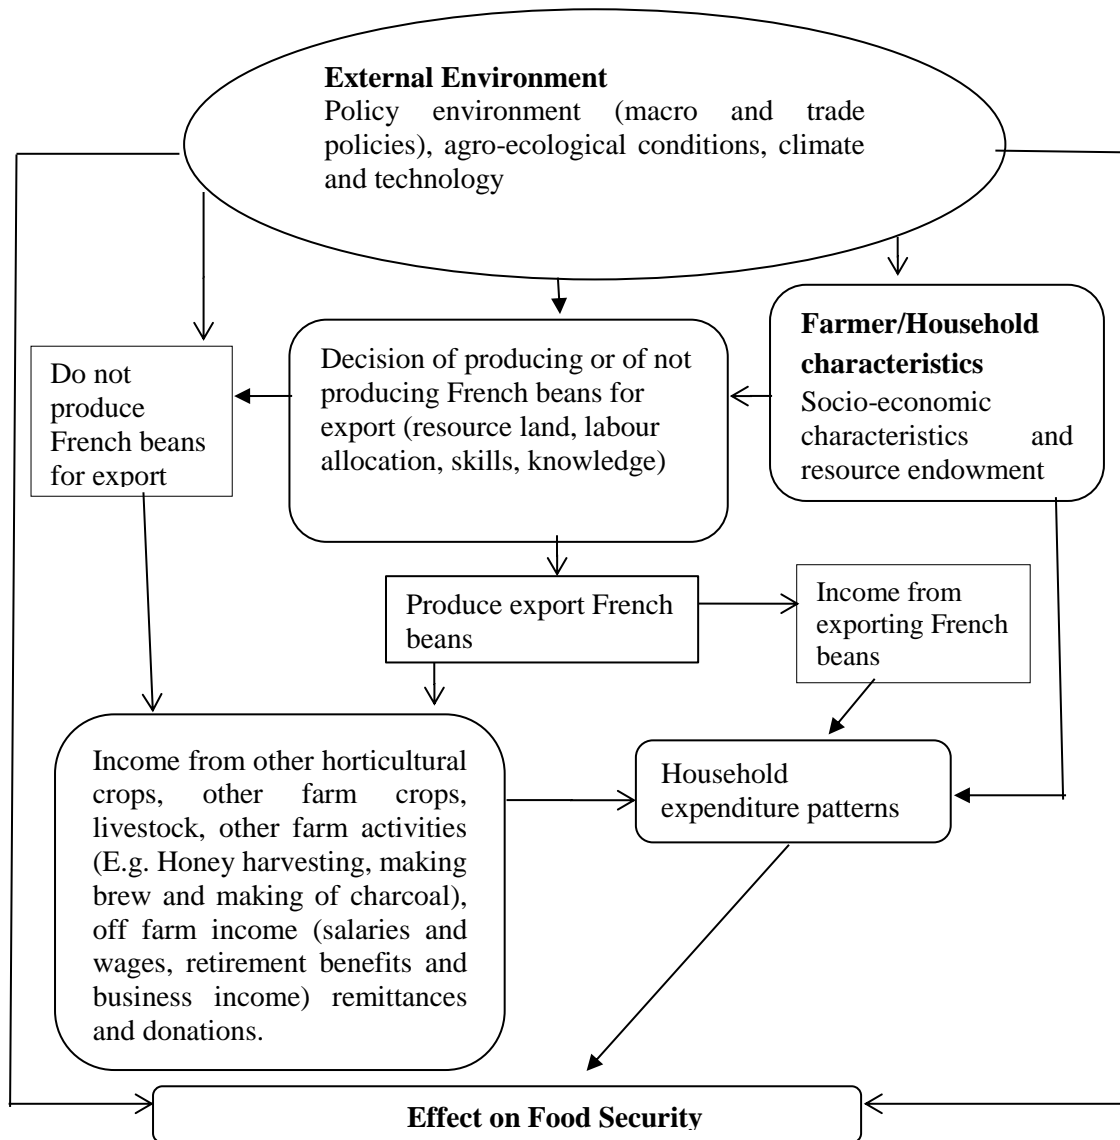 External Environment
Policy environment (macro and trade
policies), agro-ecological conditions, climate
and technology
Farmer/Household
characteristics
Socio-economic
characteristics and
resource endowment
Decision of producing or of not
producing French beans for
export (resource land, labour
allocation, skills, knowledge)
Do not
produce
French beans
for export
Produce export French
beans
Income from
exporting French
beans
Income from other horticultural
crops, other farm crops,
livestock, other farm activities
(E.g. Honey harvesting, making
brew and making of charcoal),
off farm income (salaries and
wages, retirement benefits and
business income) remittances
and donations.
Household
expenditure patterns
Effect on Food Security